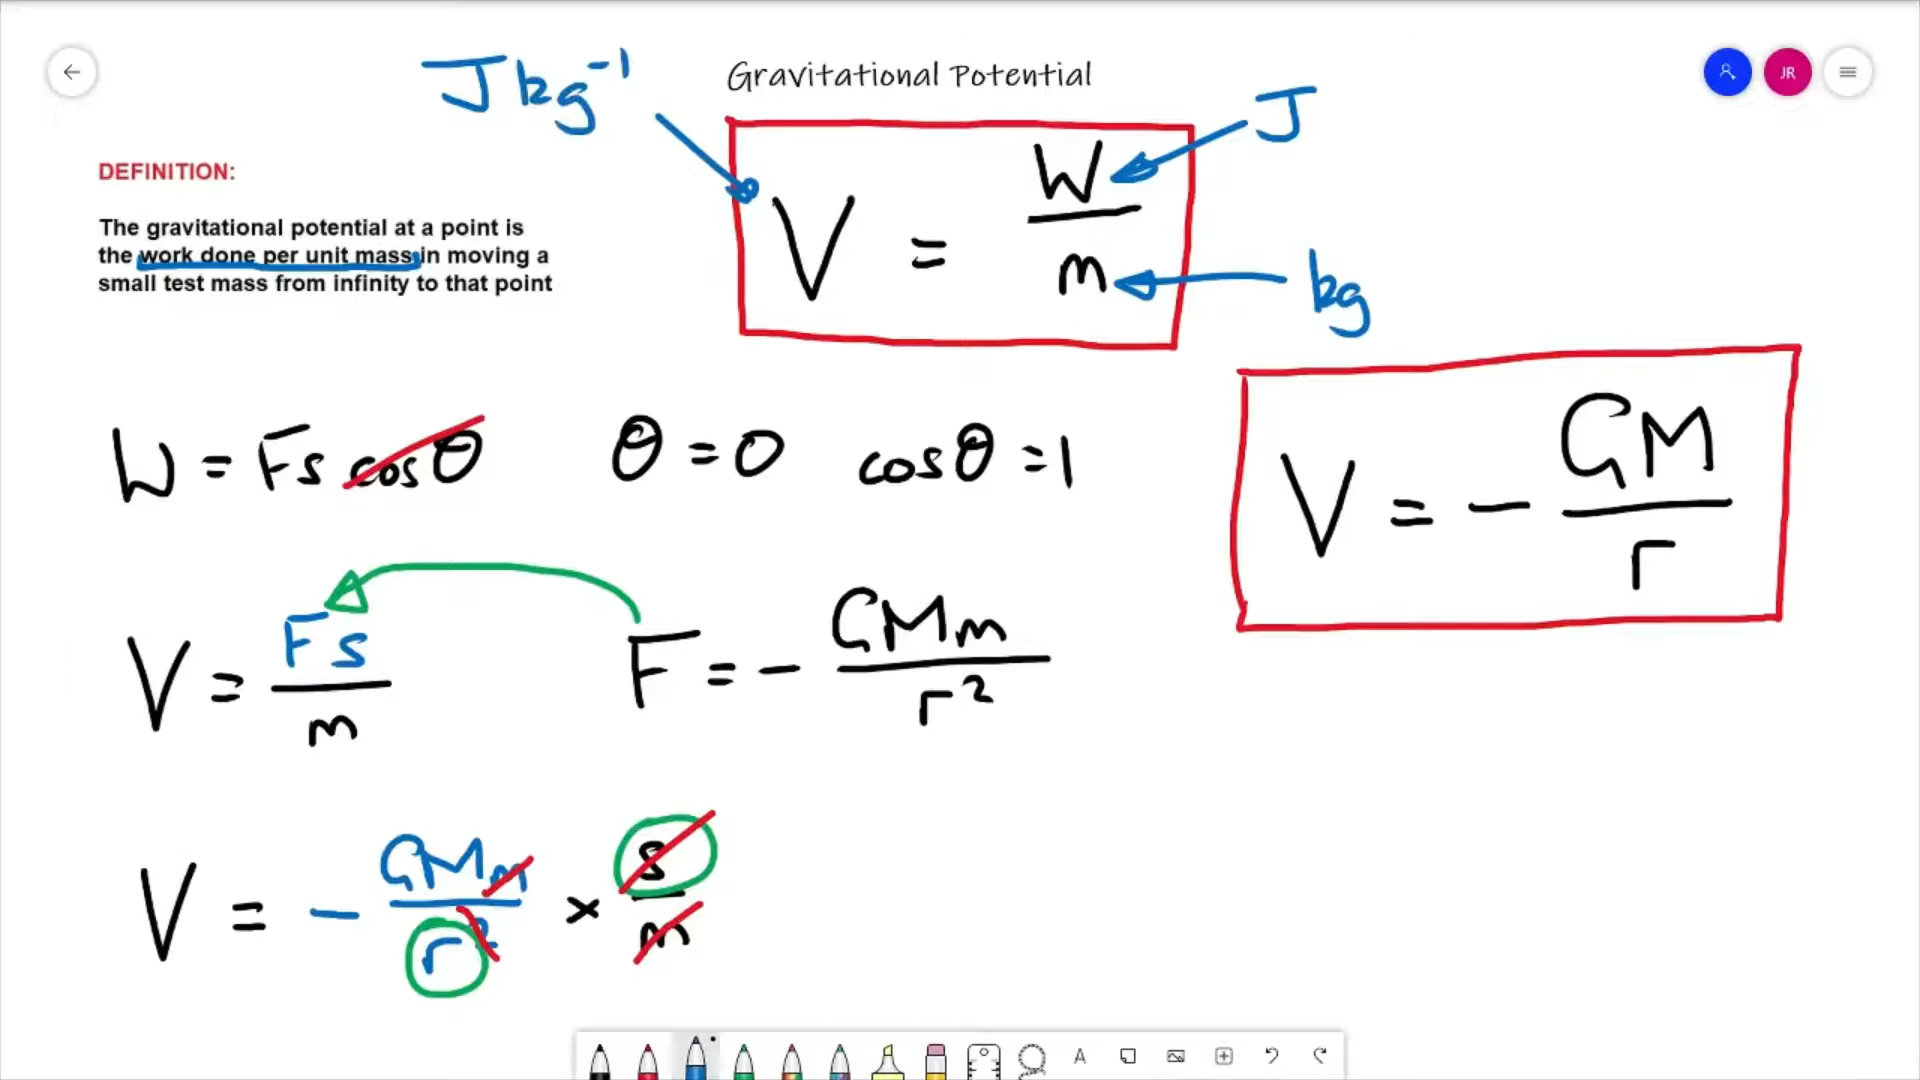 Gravitational Potential
JR
J kg⁻¹
J
DEFINITION:
The gravitational potential at a point is
the work done per unit mass in moving a
small test mass from infinity to that point
V = W/m
kg
V = - GM/r
W = Fs cosθ θ = 0 cosθ = 1
V = Fs/m F = - GMm/r²
V = - GMm/r² × s/m
A